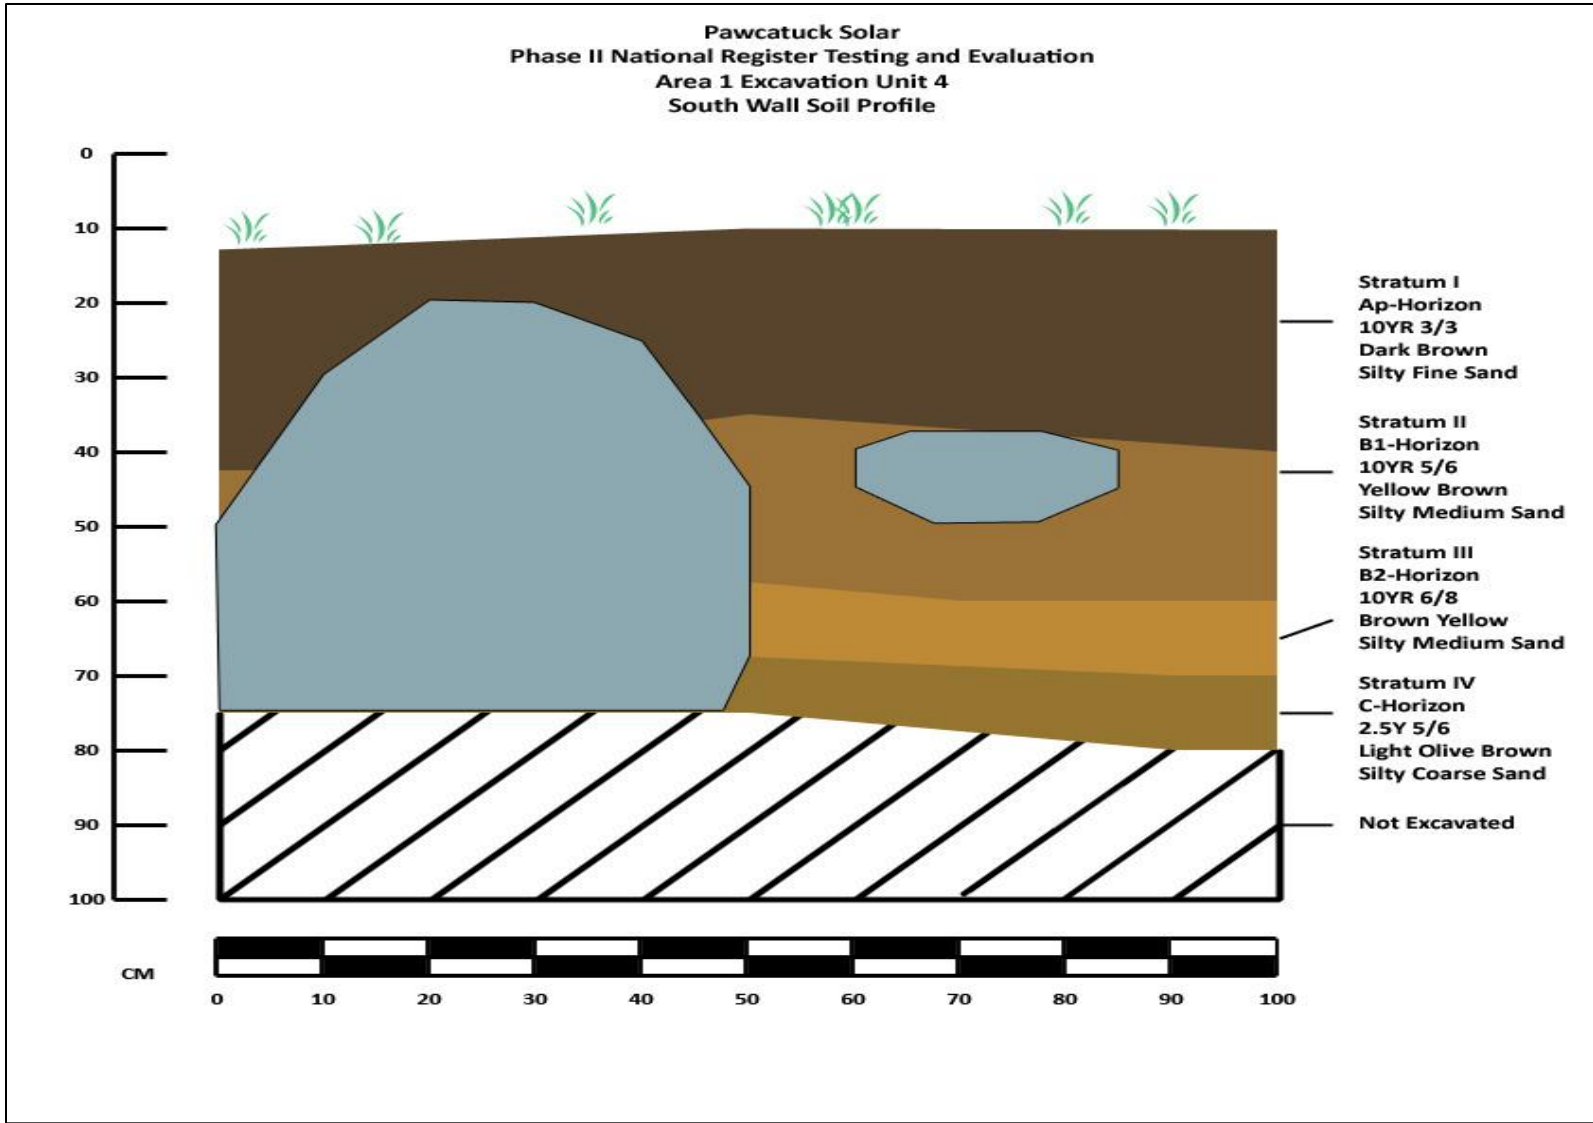 Pawcatuck Solar
Phase II National Register Testing and Evaluation
Area 1 Excavation Unit 4
South Wall Soil Profile
0
10
20
30
40
50
60
70
80
90
100
Stratum I
Ap-Horizon
10YR 3/3
Dark Brown
Silty Fine Sand
Stratum II
B1-Horizon
10YR 5/6
Yellow Brown
Silty Medium Sand
Stratum III
B2-Horizon
10YR 6/8
Brown Yellow
Silty Medium Sand
Stratum IV
C-Horizon
2.5Y 5/6
Light Olive Brown
Silty Coarse Sand
Not Excavated
CM
0 10 20 30 40 50 60 70 80 90 100